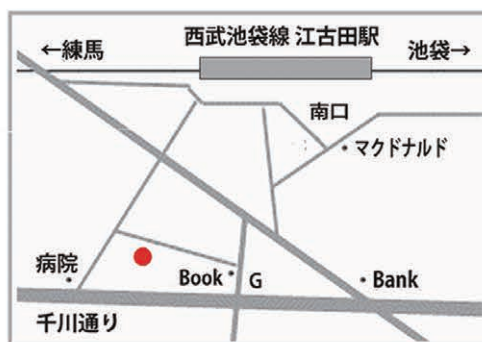 西武池袋線 江古田駅
←練馬
池袋→
南口
マクドナルド
病院
Book
G
Bank
千川通り